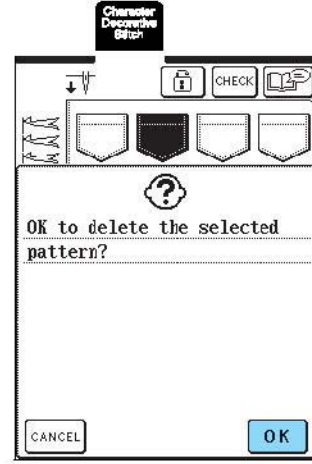 Character
Decorative
Stitch
CHECK
OK to delete the selected
pattern?
CANCEL
OK